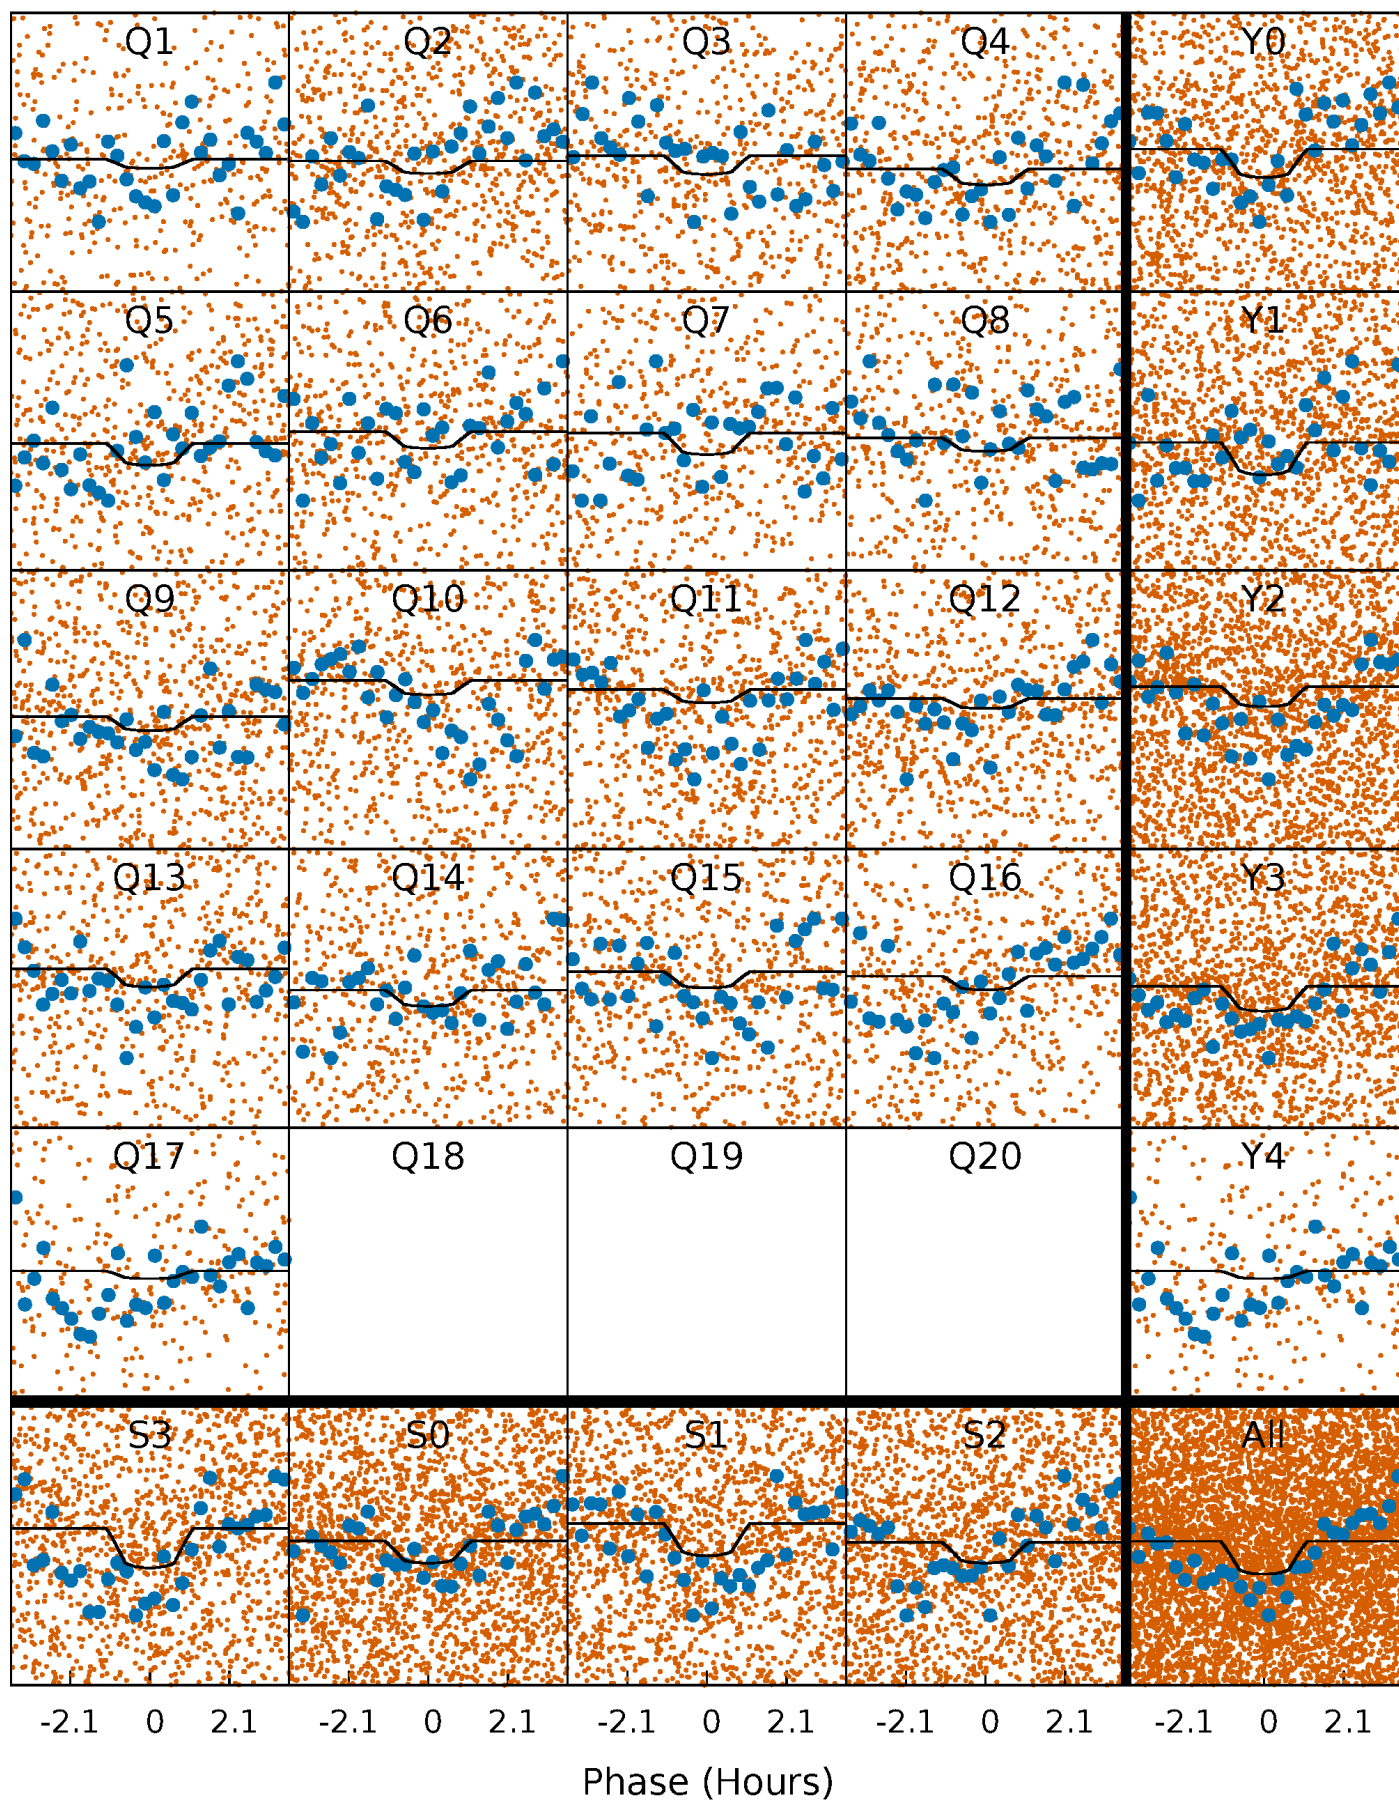 Q1 Q2 Q3 Q4 Y0
Q5 Q6 Q7 Q8 Y1
Q9 Q10 Q11 Q12 Y2
Q13 Q14 Q15 Q16 Y3
Q17 Q18 Q19 Q20 Y4
S3 S0 S1 S2 All
-2.1 0 2.1 -2.1 0 2.1 -2.1 0 2.1 -2.1 0 2.1 -2.1 0 2.1
Phase (Hours)